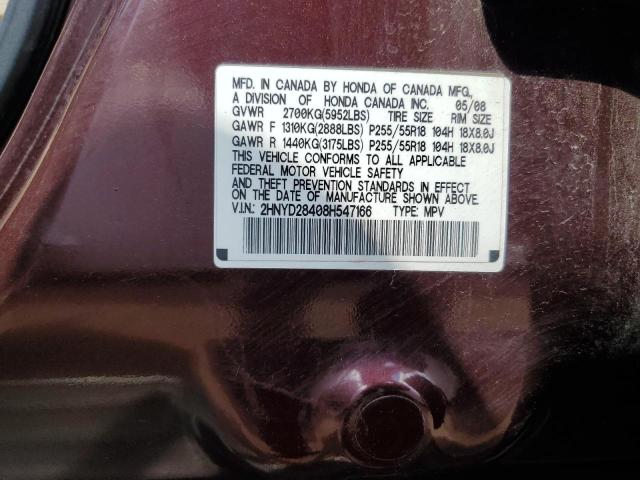 MFD. IN CANADA BY HONDA OF CANADA MFG.,
A DIVISION OF HONDA CANADA INC. 05/08
GVWR 2700KG(5952LBS) TIRE SIZE RIM SIZE
GAWR F 1310KG(2888LBS) P255/55R18 104H 18X8.0J
GAWR R 1440KG(3175LBS) P255/55R18 104H 18X8.0J
THIS VEHICLE CONFORMS TO ALL APPLICABLE
FEDERAL MOTOR VEHICLE SAFETY
AND THEFT PREVENTION STANDARDS IN EFFECT
ON THE DATE OF MANUFACTURE SHOWN ABOVE.
V.I.N.: 2HNYD28408H547166 TYPE: MPV